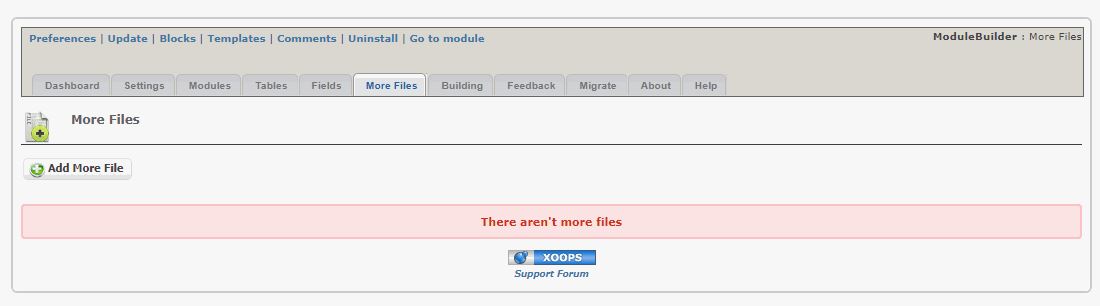 Preferences | Update | Blocks | Templates | Comments | Uninstall | Go to module
ModuleBuilder : More Files
Dashboard Settings Modules Tables Fields More Files Building Feedback Migrate About Help
More Files
Add More File
There aren't more files
XOOPS
Support Forum